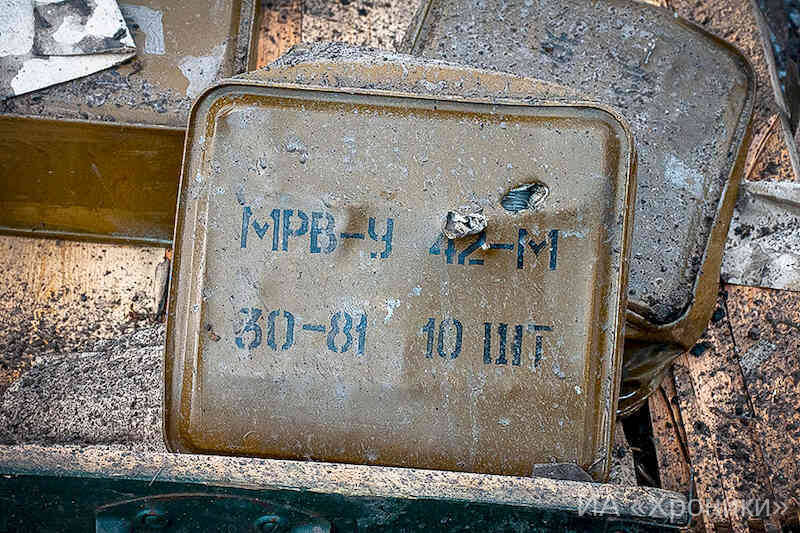 МРВ-У 42-М
30-81 10 ШТ
ИА «Хроники»